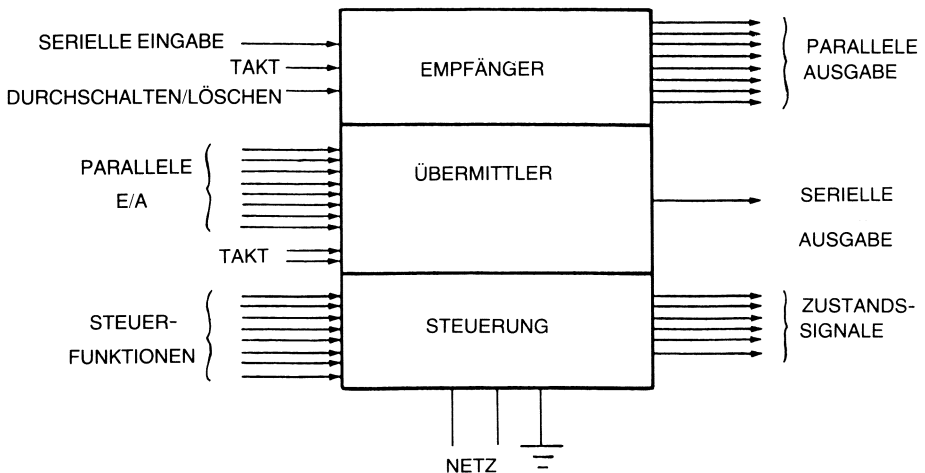 SERIELLE EINGABE
TAKT
DURCHSCHALTEN/LÖSCHEN
EMPFÄNGER
PARALLELE
AUSGABE
PARALLELE
E/A
TAKT
ÜBERMITTLER
SERIELLE
AUSGABE
STEUER-
FUNKTIONEN
STEUERUNG
ZUSTANDS-
SIGNALE
NETZ